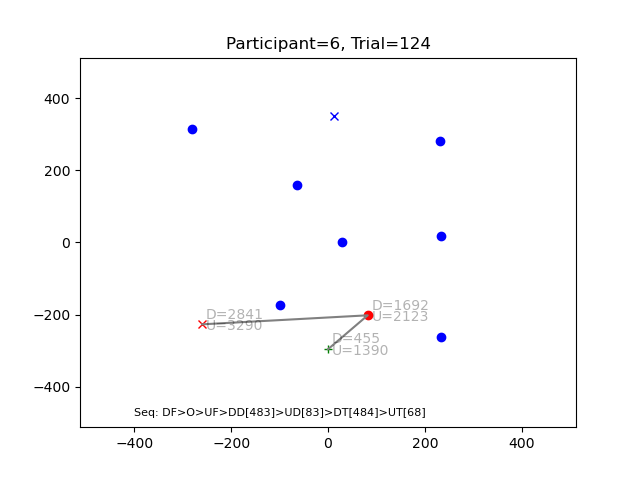 Participant=6, Trial=124
400
200
0
−200
−400
D=1692
U=2123
D=2841
U=3290
D=455
U=1390
Seq: DF>O>UF>DD[483]>UD[83]>DT[484]>UT[68]
−400 −200 0 200 400